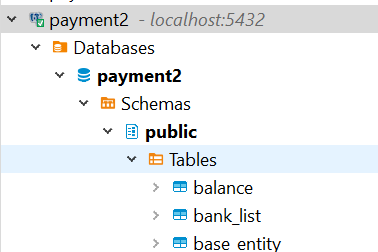 payment2 - localhost:5432
Databases
payment2
Schemas
public
Tables
balance
bank_list
base_entity